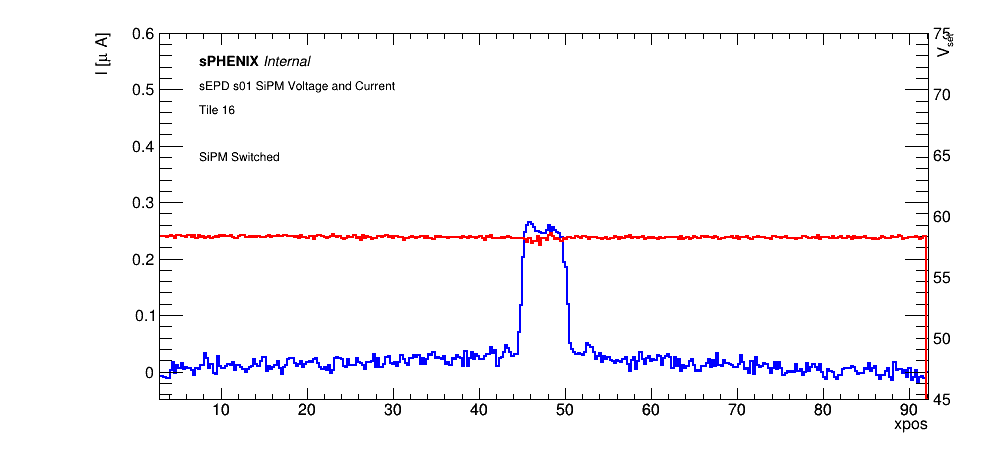 I [μ A]
0.6
0.5
0.4
0.3
0.2
0.1
0
sPHENIX Internal
sEPD s01 SiPM Voltage and Current
Tile 16
SiPM Switched
75
V_set
70
65
60
55
50
45
10 20 30 40 50 60 70 80 90
xpos